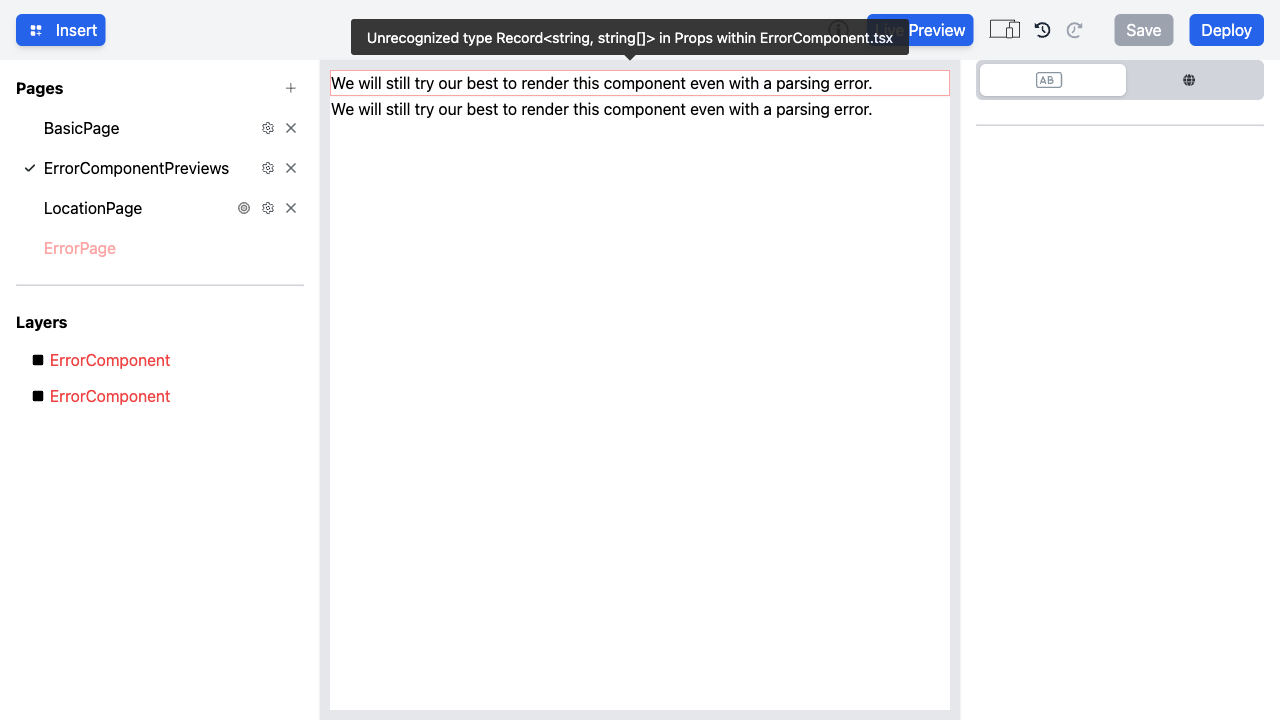 Insert
Unrecognized type Record<string, string[]> in Props within ErrorComponent.tsx
Live Preview
Save
Deploy
Pages
BasicPage
ErrorComponentPreviews
LocationPage
ErrorPage
Layers
ErrorComponent
ErrorComponent
We will still try our best to render this component even with a parsing error.
We will still try our best to render this component even with a parsing error.
AB